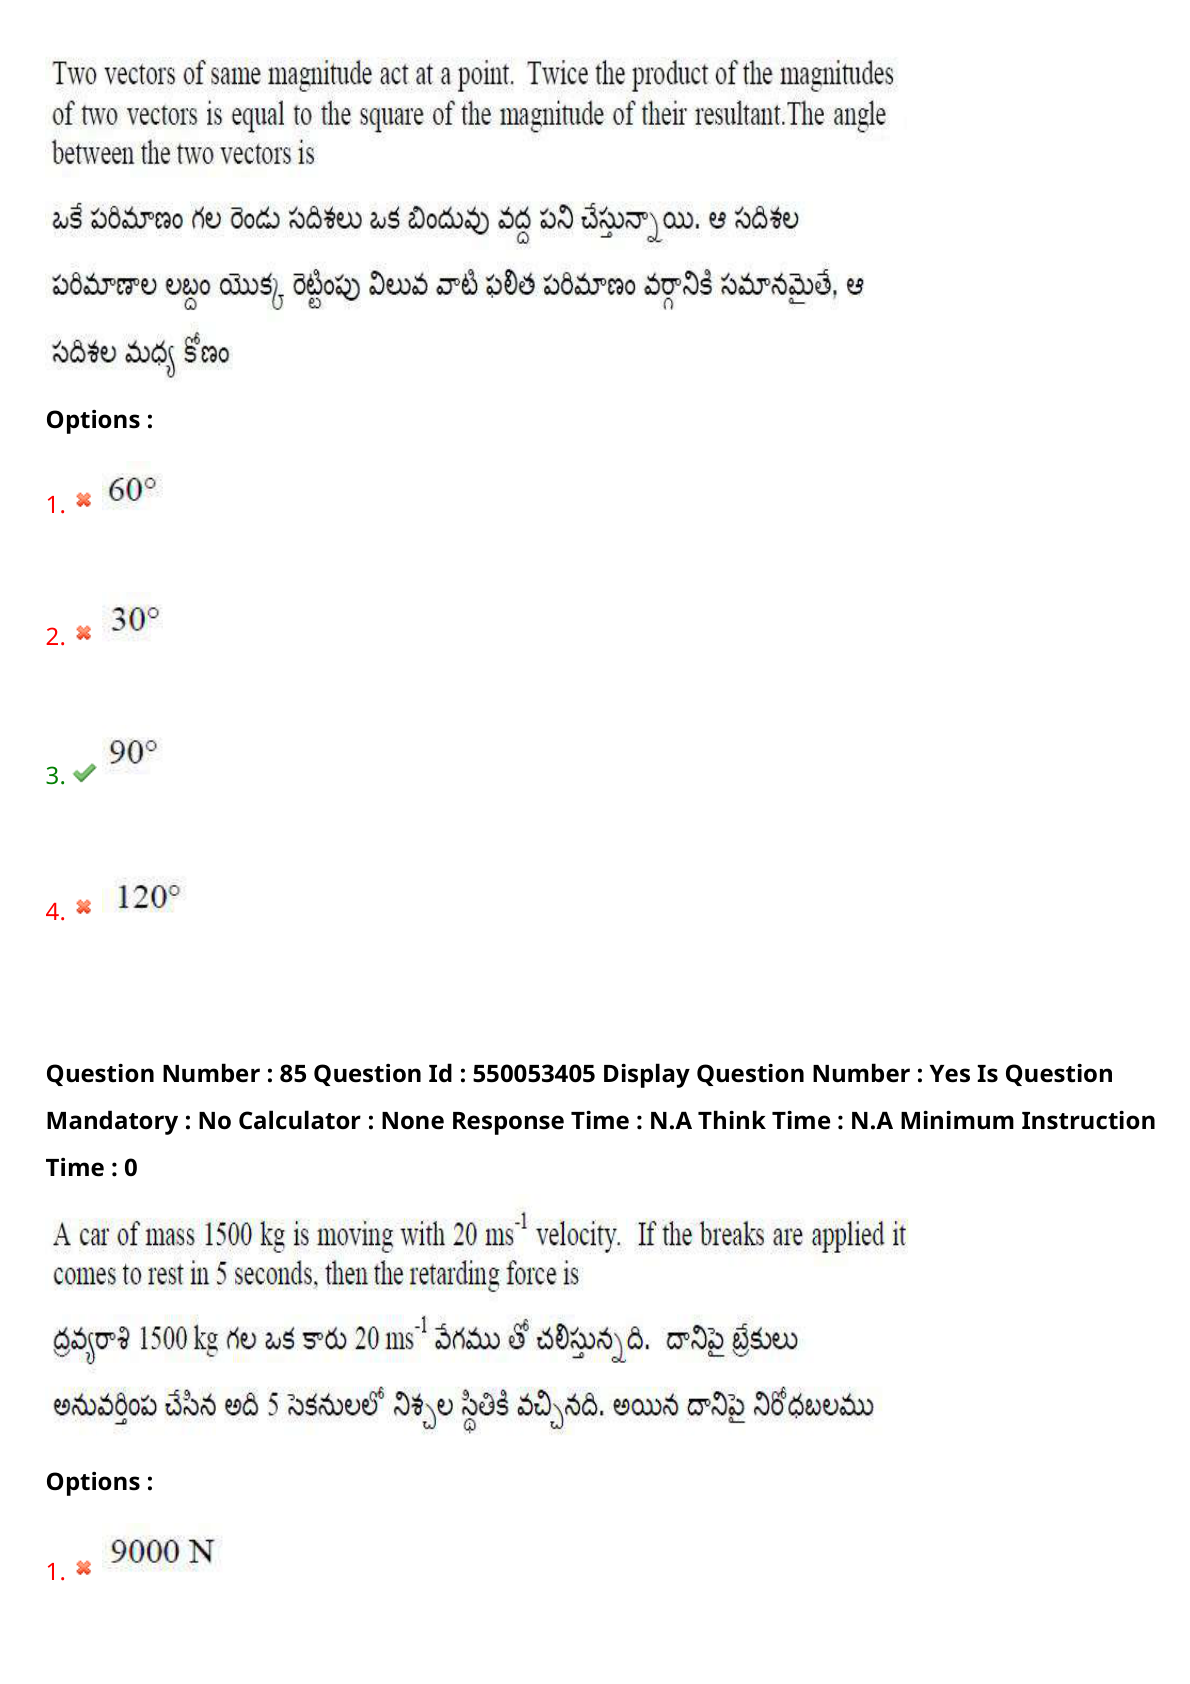 Two vectors of same magnitude act at a point. Twice the product of the magnitudes
of two vectors is equal to the square of the magnitude of their resultant.The angle
between the two vectors is
ఒకే పరిమాణం గల రెండు సదిశలు ఒక బిందువు వద్ద పని చేస్తున్నాయి. ఆ సదిశల
పరిమాణాల లబ్దం యొక్క రెట్టింపు విలువ వాటి ఫలిత పరిమాణం వర్గానికి సమానమైతే, ఆ
సదిశల మధ్య కోణం
Options :
1. 60°
2. 30°
3. 90°
4. 120°
Question Number : 85 Question Id : 550053405 Display Question Number : Yes Is Question
Mandatory : No Calculator : None Response Time : N.A Think Time : N.A Minimum Instruction
Time : 0
A car of mass 1500 kg is moving with 20 ms⁻¹ velocity. If the breaks are applied it
comes to rest in 5 seconds, then the retarding force is
ద్రవ్యరాశి 1500 kg గల ఒక కారు 20 ms⁻¹ వేగము తో చలిస్తున్నది. దానిపై బ్రేకులు
అనువర్తింప చేసిన అది 5 సెకనులలో నిశ్చల స్థితికి వచ్చినది. అయిన దానిపై నిరోధబలము
Options :
1. 9000 N